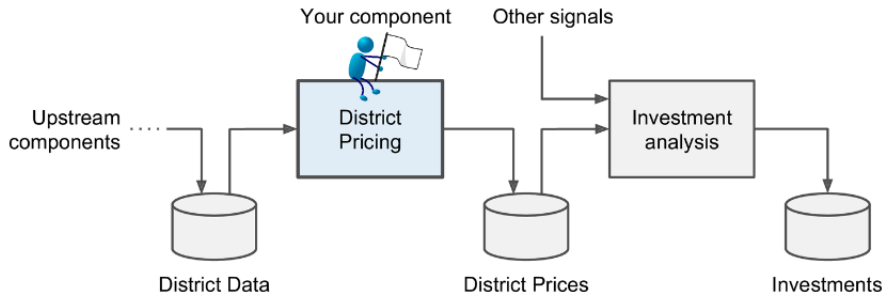 Your component
Other signals
Upstream
components
District
Pricing
Investment
analysis
District Data
District Prices
Investments